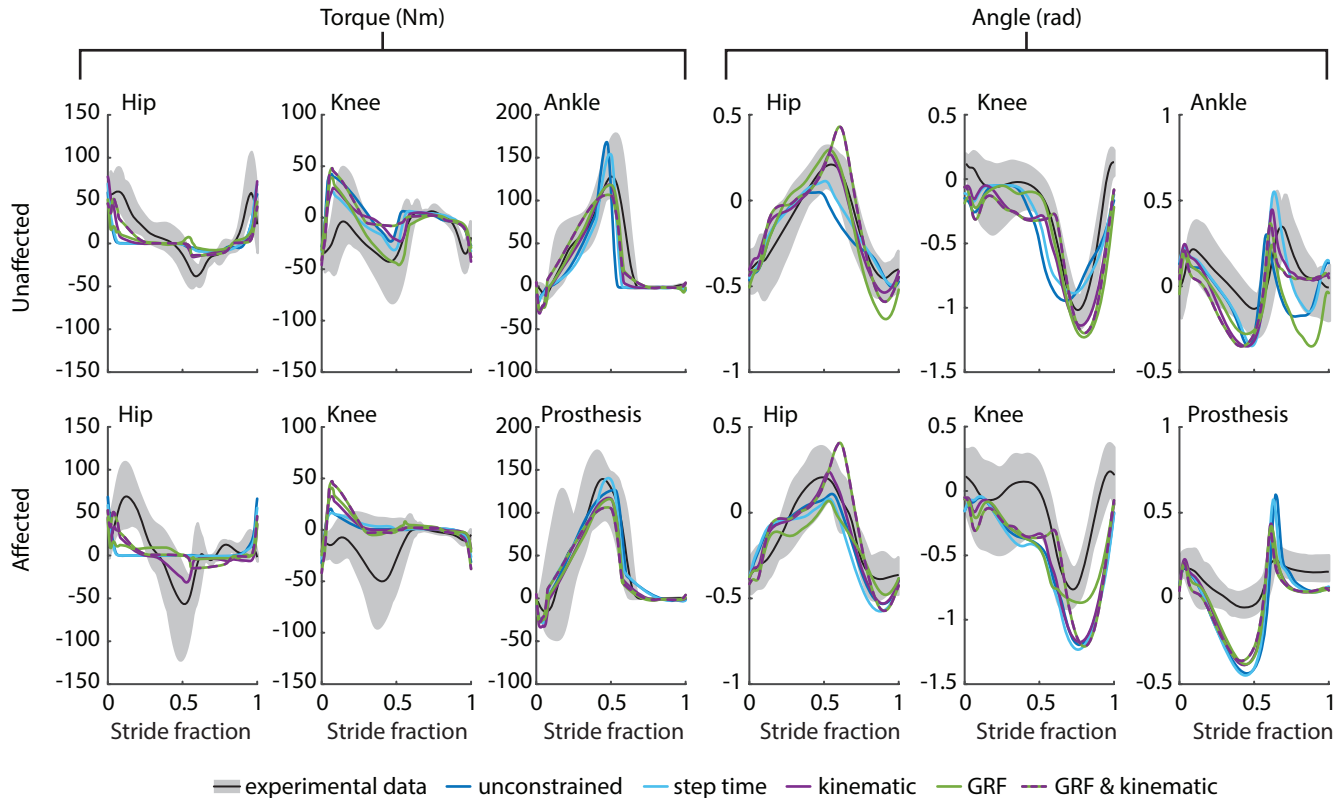 Torque (Nm) Angle (rad)
Hip Knee Ankle Hip Knee Ankle
150 100 200 0.5 0.5 1
100 50 150 0 0 0.5
50 0 100 -0.5 -0.5 0
0 -50 50 -1 -1 -0.5
-50 -100 0 -1.5
-100 -150 -50
-150 -100
Unaffected
Hip Knee Prosthesis Hip Knee Prosthesis
150 100 200 0.5 0.5 1
100 50 150 0 0 0.5
50 0 100 -0.5 -0.5 0
0 -50 50 -1 -1 -0.5
-50 -100 0 -1.5
-100 -150 -50
-150 -100
Affected
0 0.5 1 0 0.5 1 0 0.5 1 0 0.5 1 0 0.5 1 0 0.5 1
Stride fraction Stride fraction Stride fraction Stride fraction Stride fraction Stride fraction
experimental data unconstrained step time kinematic GRF GRF & kinematic